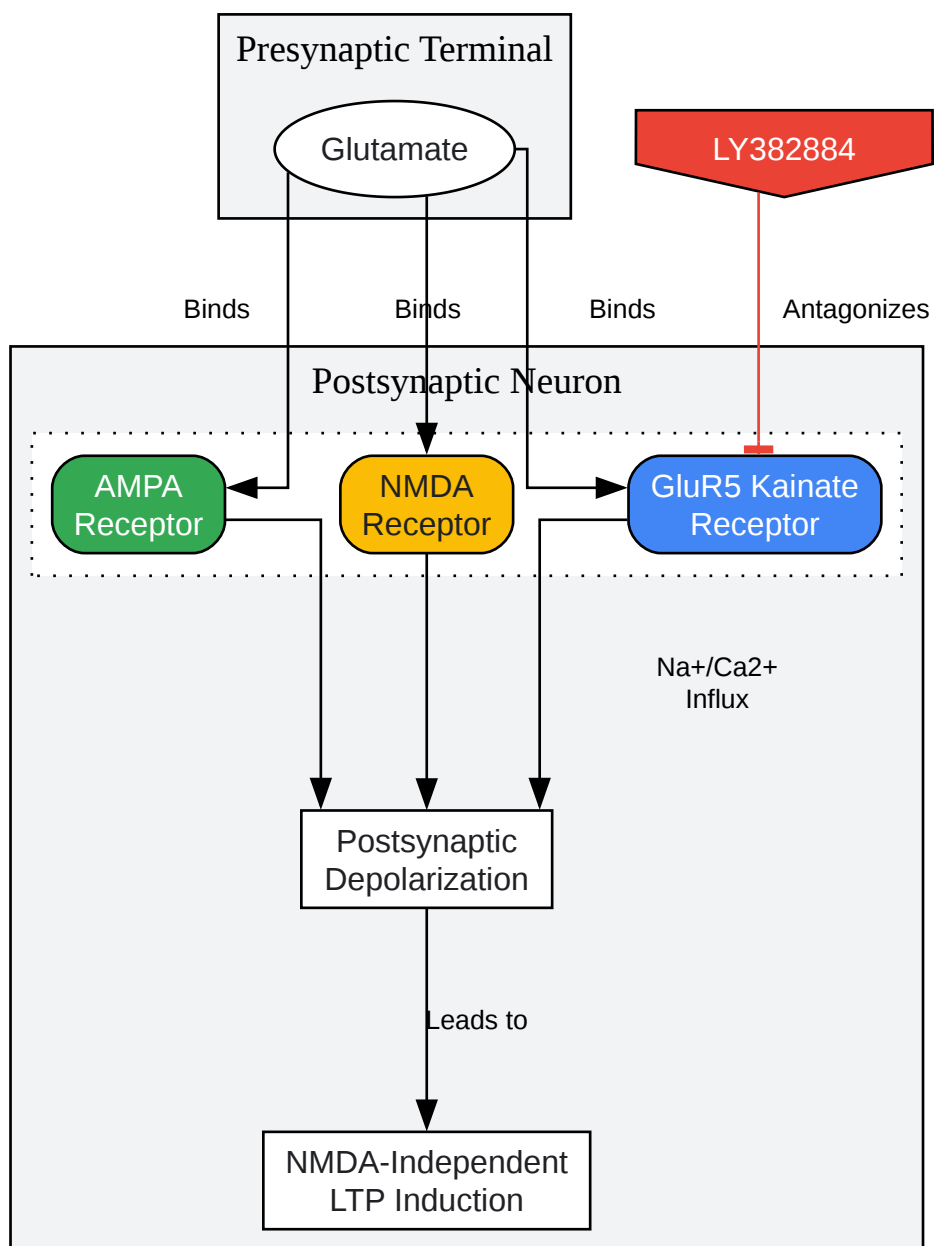 Presynaptic Terminal
Glutamate
LY382884
Binds
Binds
Binds
Antagonizes
Postsynaptic Neuron
AMPA
Receptor
NMDA
Receptor
GluR5 Kainate
Receptor
Na+/Ca2+
Influx
Postsynaptic
Depolarization
Leads to
NMDA-Independent
LTP Induction